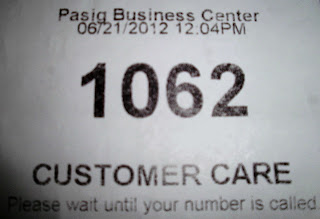 Pasig Business Center
06/21/2012 12.04PM
1062
CUSTOMER CARE
Please wait until your number is called